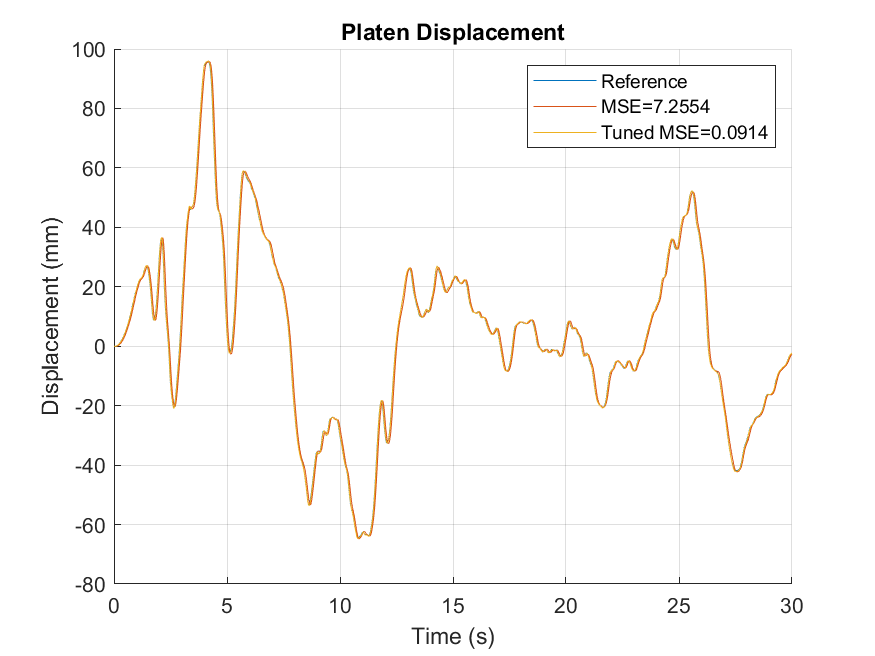 Platen Displacement
100
80
60
40
20
0
-20
-40
-60
-80
Displacement (mm)
Reference
MSE=7.2554
Tuned MSE=0.0914
0 5 10 15 20 25 30
Time (s)